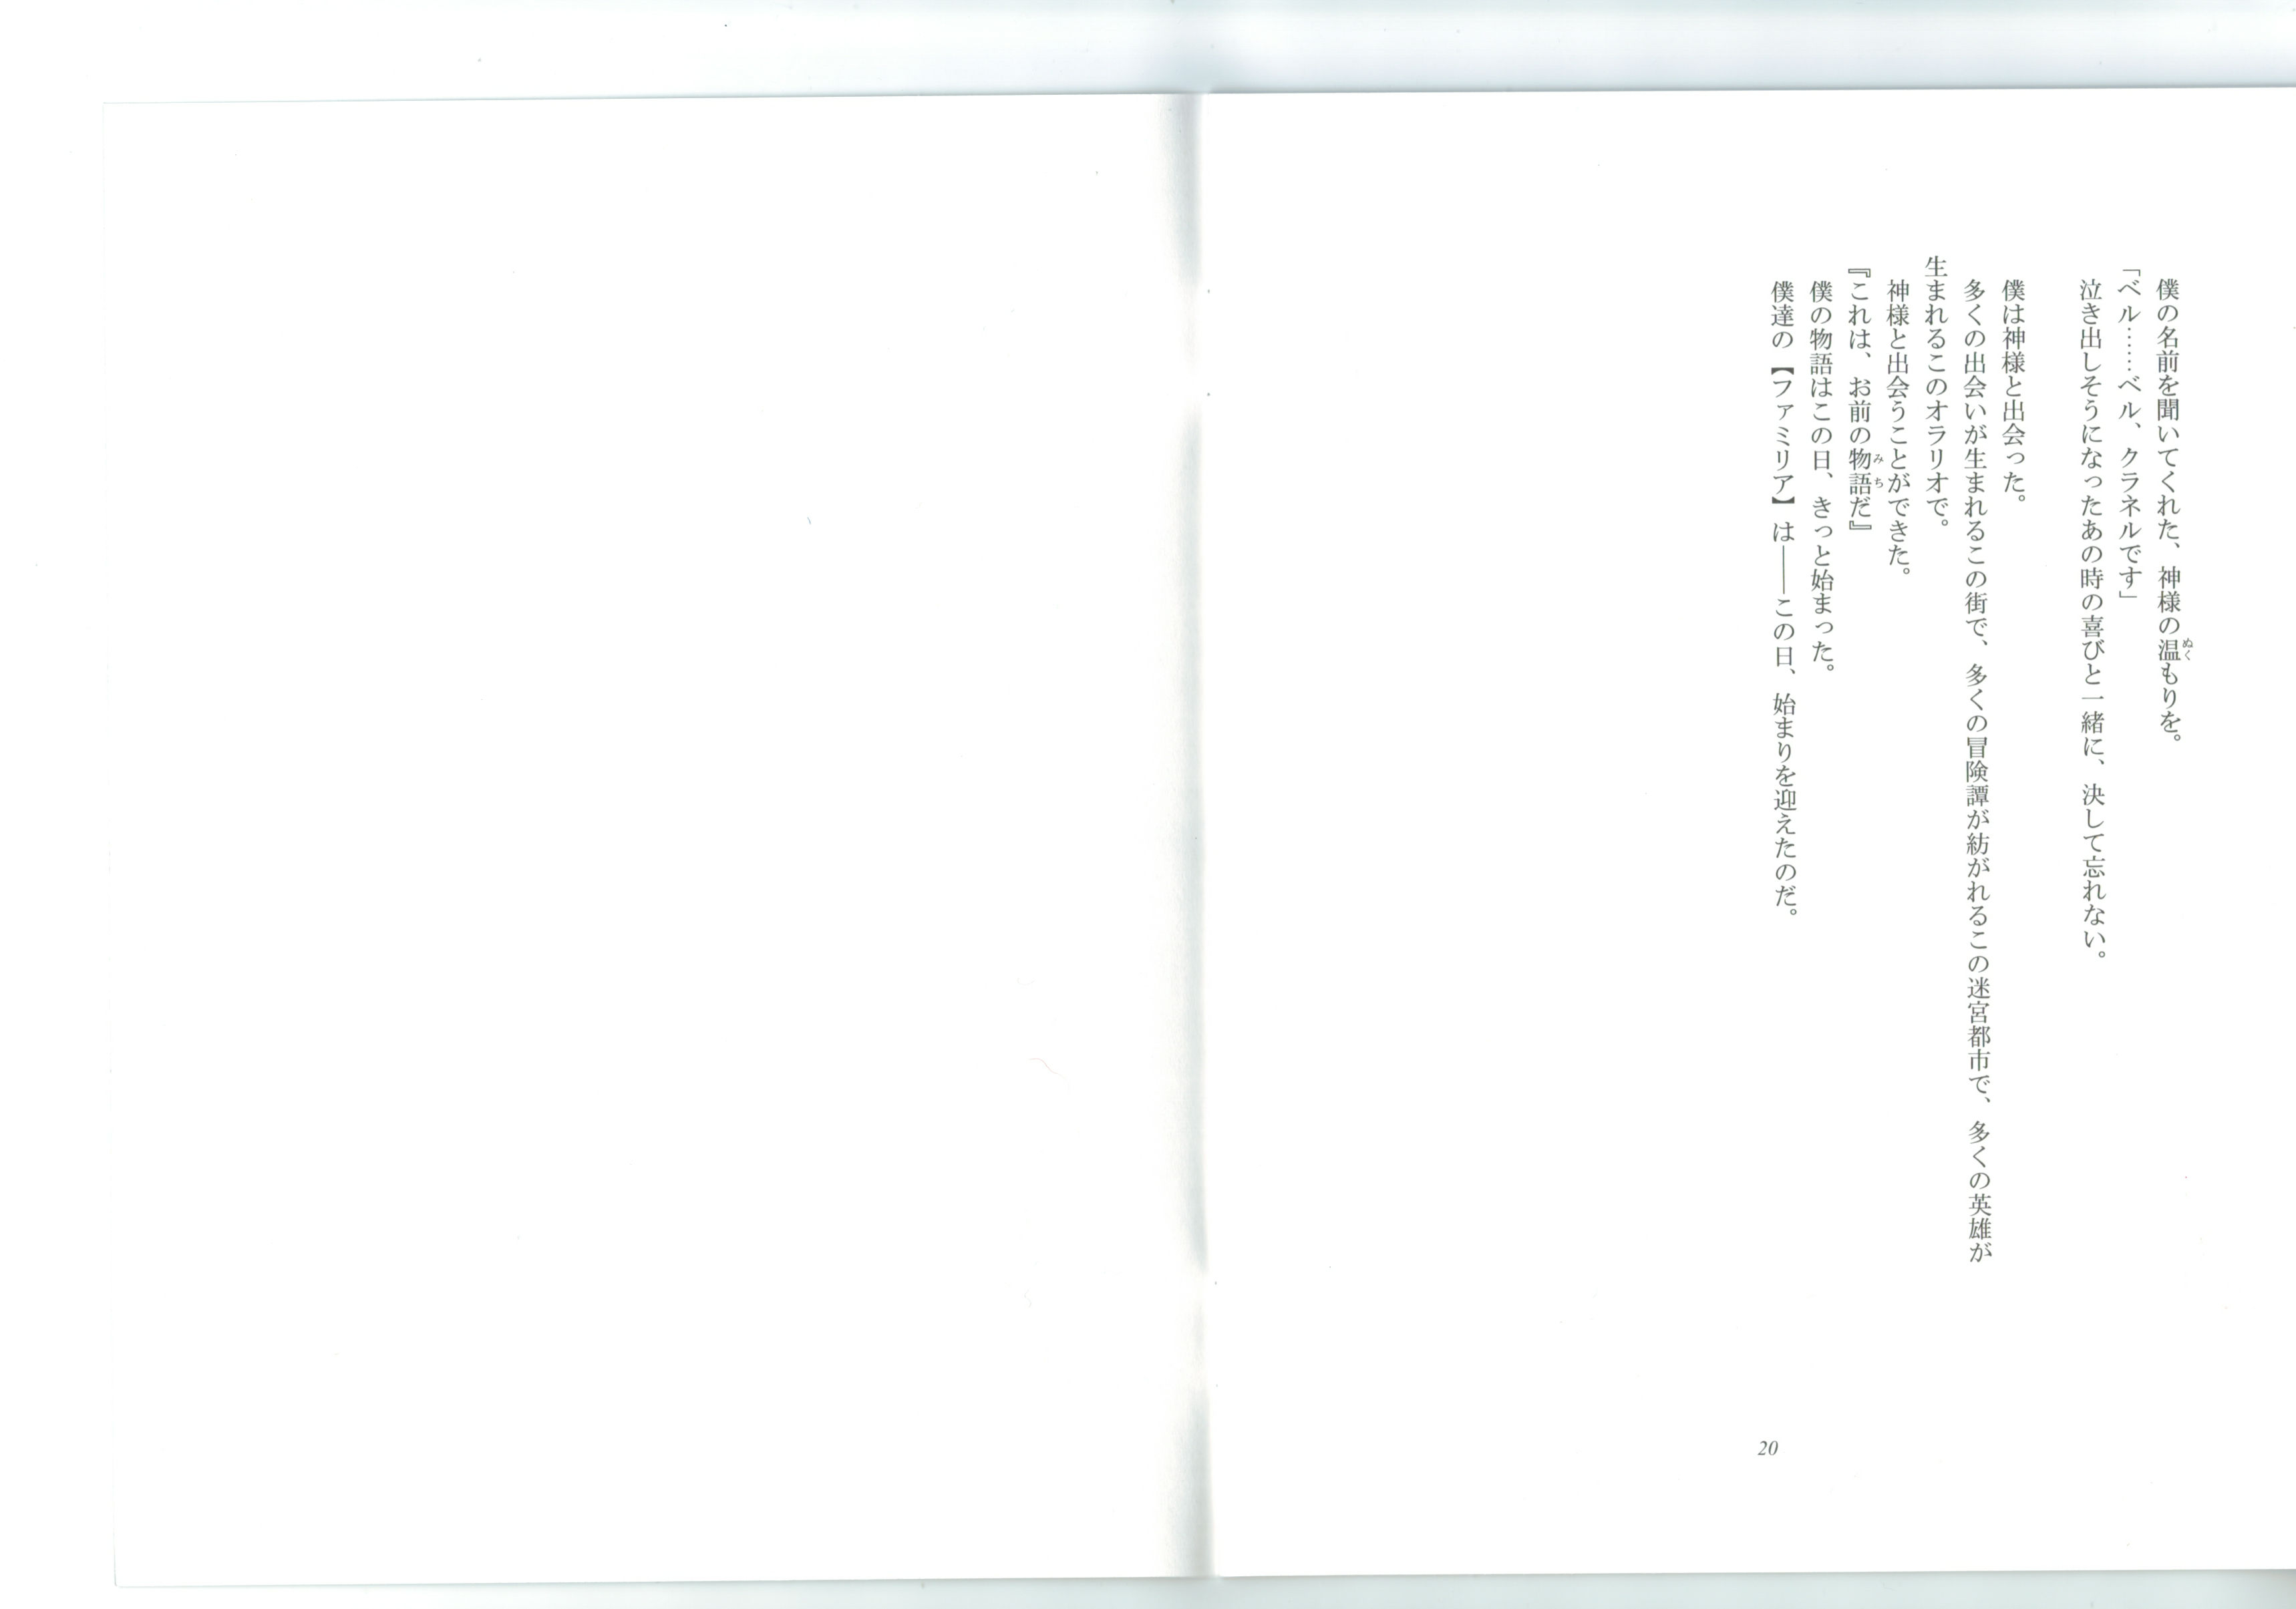 僕の名前を聞いてくれた、神様の温もりを。
「ベル……ベル、クラネルです」
泣き出しそうになったあの時の喜びと一緒に、決して忘れない。
僕は神様と出会った。
多くの出会いが生まれるこの街で、多くの冒険譚が紡がれるこの迷宮都市で、多くの英雄が
生まれるこのオラリオで。
神様と出会うことができた。
『これは、お前の物語だ』
僕の物語はこの日、きっと始まった。
僕達の【ファミリア】は——この日、始まりを迎えたのだ。
20